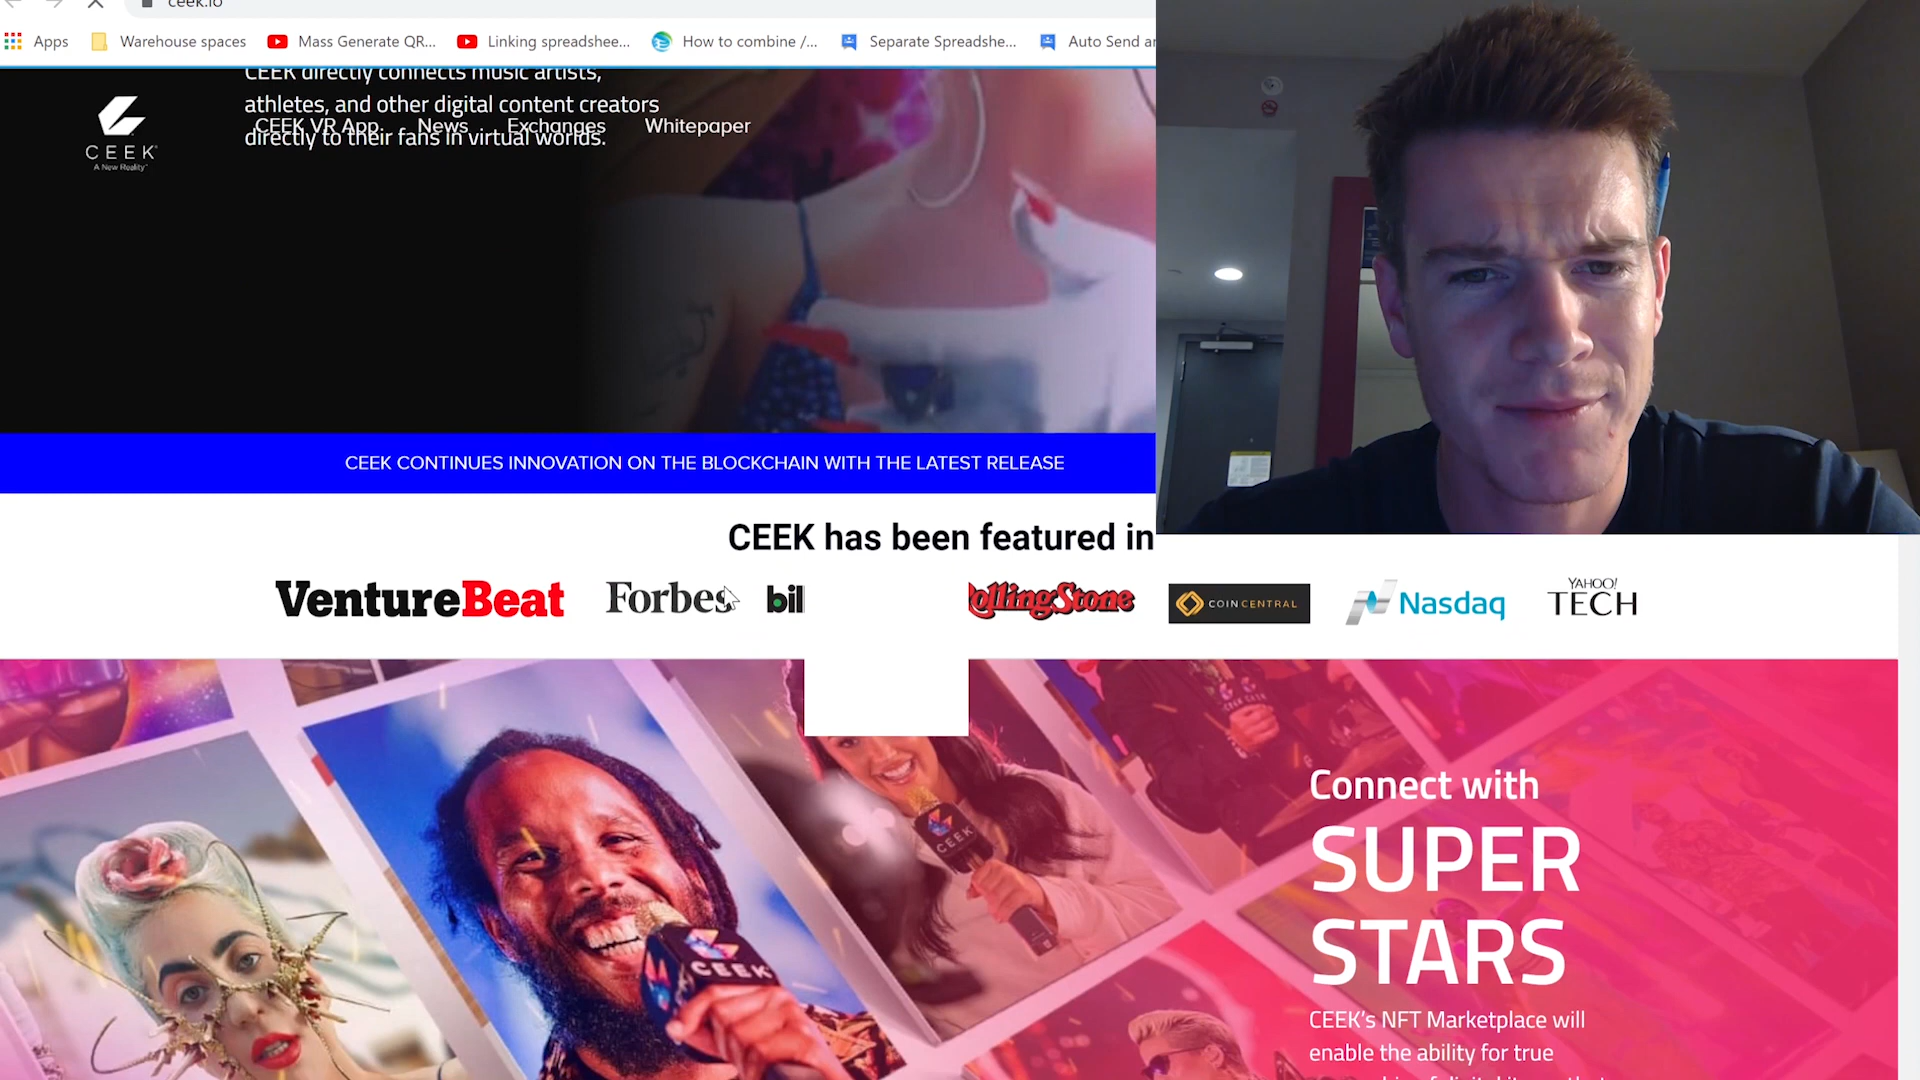 ceek.io
Apps
Warehouse spaces
Mass Generate QR...
Linking spreadshee...
How to combine /...
Separate Spreadshe...
Auto Send an
CEEK directly connects music artists,
athletes, and other digital content creators
directly to their fans in virtual worlds.
CEEK VR App
News
Exchanges
Whitepaper
CEEK
A New Reality
CEEK CONTINUES INNOVATION ON THE BLOCKCHAIN WITH THE LATEST RELEASE
CEEK has been featured in
VentureBeat
Forbes
bil
RollingStone
COINCENTRAL
Nasdaq
YAHOO!
TECH
CEEK
CEEK
Connect with
SUPER
STARS
CEEK's NFT Marketplace will
enable the ability for true